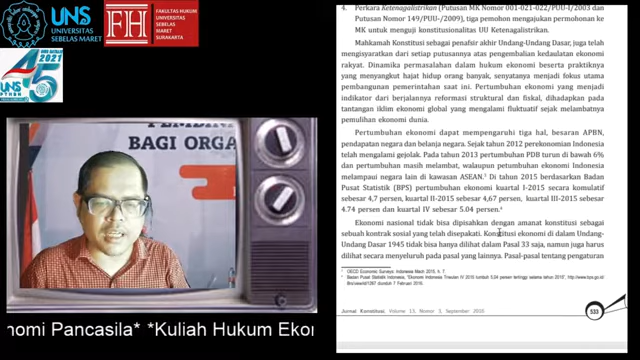 UNS
UNIVERSITAS
SEBELAS MARET
FAKULTAS HUKUM
UNIVERSITAS
SEBELAS
MARET
SURAKARTA
UNS
2021
BAGI ORGA
nomi Pancasila* *Kuliah Hukum Ekon
4. Perkara Ketenagalistrikan (Putusan MK Nomor 001-021-022/PUU-I/2003 dan
Putusan Nomor 149/PUU-/2009), tiga pemohon mengajukan permohonan ke
MK untuk menguji konstitusionalitas UU Ketenagalistrikan.
Mahkamah Konstitusi sebagai penafsir akhir Undang-Undang Dasar, juga telah
mengisyaratkan dari setiap putusannya atas pengembalian kedaulatan ekonomi
rakyat. Dinamika permasalahan dalam hukum ekonomi beserta praktiknya
yang menyangkut hajat hidup orang banyak, senyatanya menjadi fokus utama
pembangunan pemerintahan saat ini. Pertumbuhan ekonomi yang menjadi
indikator dari berjalannya reformasi struktural dan fiskal, dihadapkan pada
tantangan iklim ekonomi global yang mengalami fluktuatif sejak melambatnya
pemulihan ekonomi dunia.
Pertumbuhan ekonomi dapat mempengaruhi tiga hal, besaran APBN,
pendapatan negara dan belanja negara. Sejak tahun 2012 perekonomian Indonesia
telah mengalami gejolak. Pada tahun 2013 pertumbuhan PDB turun di bawah 6%
dan pertumbuhan masih melambat, walaupun pertumbuhan ekonomi Indonesia
melampaui negara lain di kawasan ASEAN.⁵ Di tahun 2015 berdasarkan Badan
Pusat Statistik (BPS) pertumbuhan ekonomi kuartal I-2015 secara komulatif
sebesar 4,7 persen, kuartal II-2015 sebesar 4,67 persen, kuartal III-2015 sebesar
4.74 persen dan kuartal IV sebesar 5.04 persen.⁶
Ekonomi nasional tidak bisa dipisahkan dengan amanat konstitusi sebagai
sebuah kontrak sosial yang telah disepakati. Konstitusi ekonomi di dalam Undang-
Undang Dasar 1945 tidak bisa hanya dilihat dalam Pasal 33 saja, namun juga harus
dilihat secara menyeluruh pada pasal yang lainnya. Pasal-pasal tentang pengaturan
OECD Economic Surveys. Indonesia Mach 2015, h. 7.
Badan Pusat Statistik Indonesia, "Ekonomi Indonesia Triwulan IV 2015 tumbuh 5.04 persen tertinggi selama tahun 2015",
Jurnal Konstitusi, Volume 13, Nomor 3, September 2016
533